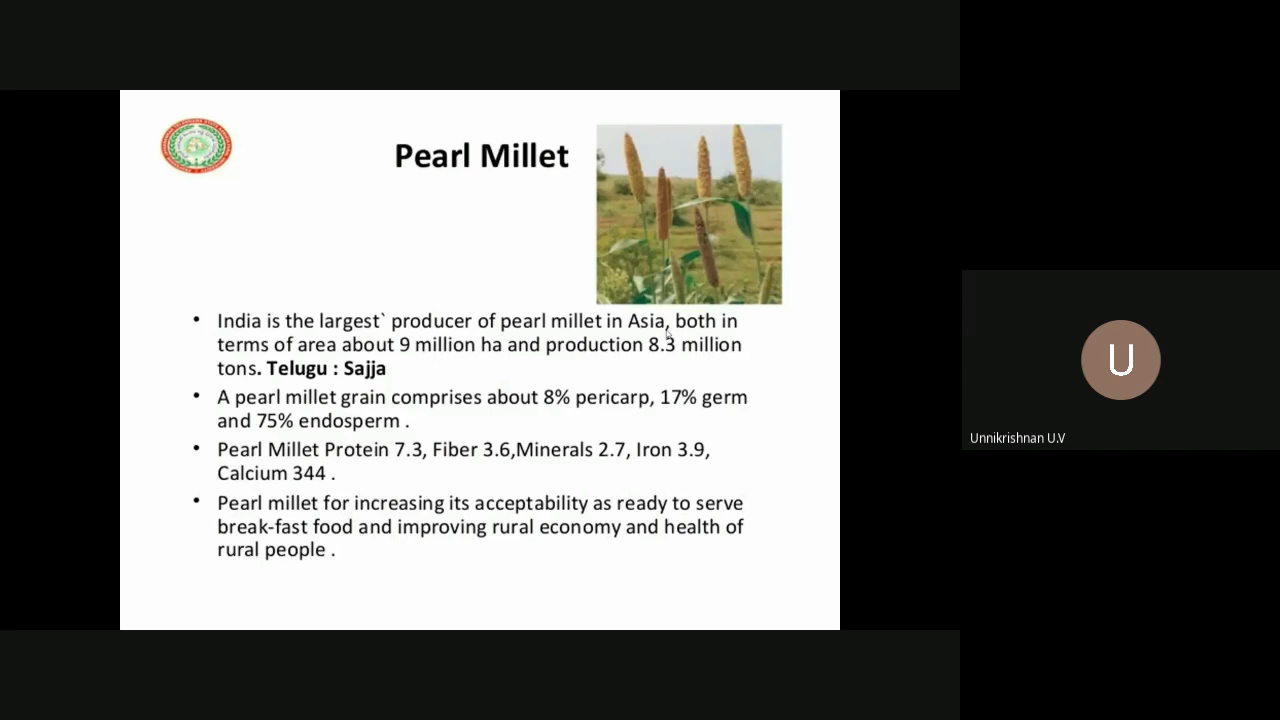 Pearl Millet
• India is the largest` producer of pearl millet in Asia, both in
terms of area about 9 million ha and production 8.3 million
tons. Telugu : Sajja
• A pearl millet grain comprises about 8% pericarp, 17% germ
and 75% endosperm .
• Pearl Millet Protein 7.3, Fiber 3.6,Minerals 2.7, Iron 3.9,
Calcium 344 .
• Pearl millet for increasing its acceptability as ready to serve
break-fast food and improving rural economy and health of
rural people .
U
Unnikrishnan U.V